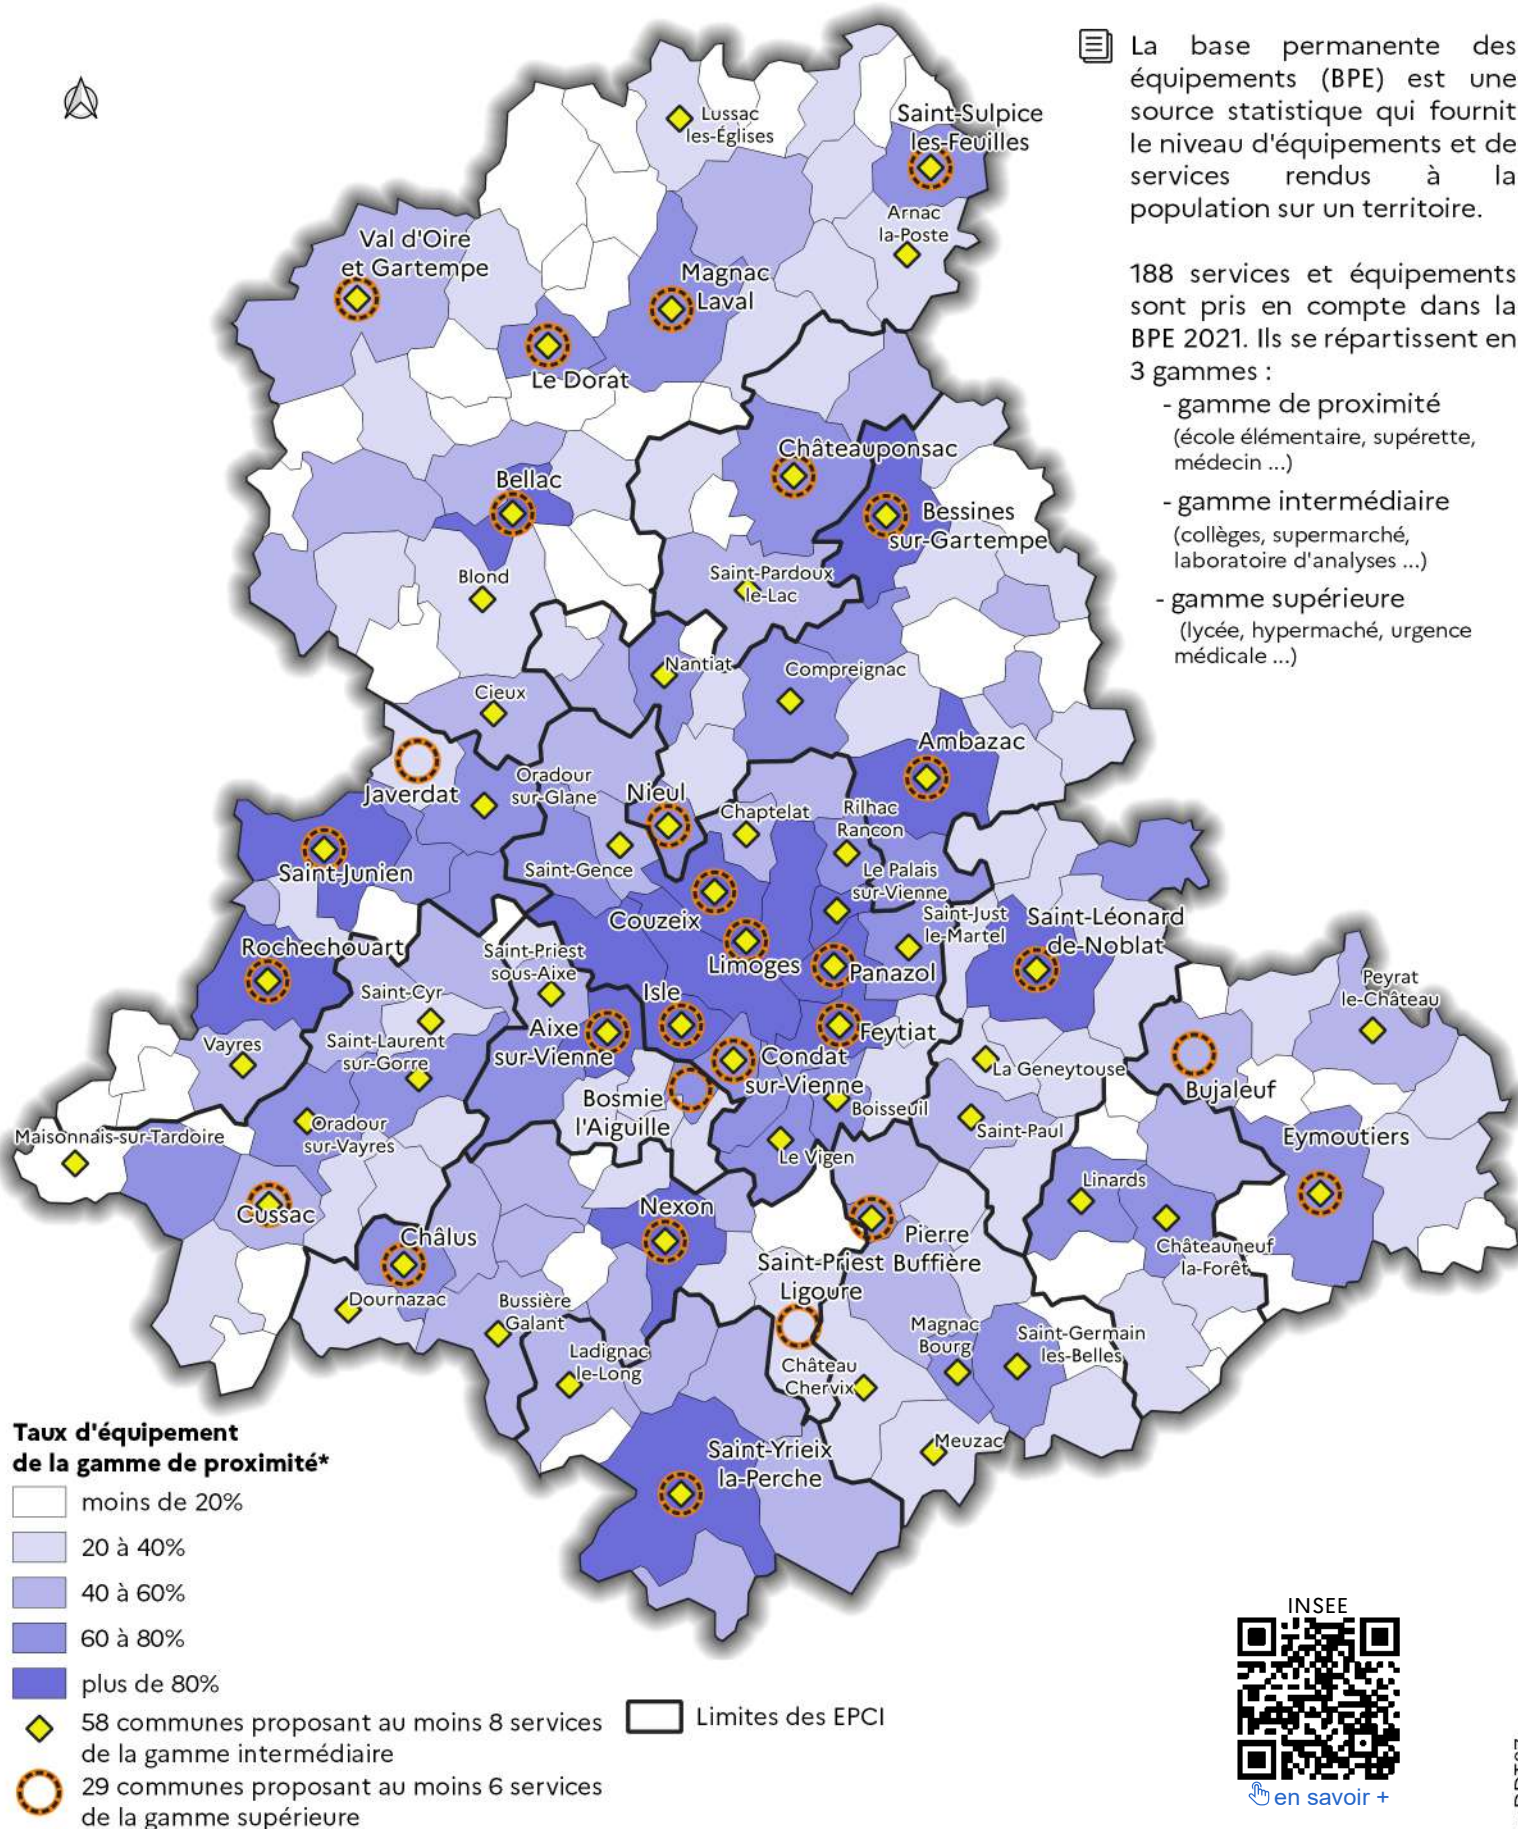 La base permanente des
équipements (BPE) est une
source statistique qui fournit
le niveau d'équipements et de
services rendus à la
population sur un territoire.
188 services et équipements
sont pris en compte dans la
BPE 2021. Ils se répartissent en
3 gammes :
- gamme de proximité
(école élémentaire, supérette,
médecin ...)
- gamme intermédiaire
(collèges, supermarché,
laboratoire d'analyses ...)
- gamme supérieure
(lycée, hypermaché, urgence
médicale ...)
Lussac
les-Églises
Saint-Sulpice
les-Feuilles
Arnac
la-Poste
Val d'Oire
et Gartempe
Magnac
Laval
Le Dorat
Châteauponsac
Bellac
Bessines
sur-Gartempe
Blond
Saint-Pardoux
le-Lac
Nantiat
Compreignac
Cieux
Ambazac
Javerdat
Oradour
sur-Glane
Nieul
Chaptelat
Rilhac
Rancon
Saint-Junien
Saint-Gence
Le Palais
sur-Vienne
Couzeix
Saint-Just
le-Martel
Saint-Léonard
de-Noblat
Rochechouart
Saint-Priest
sous-Aixe
Limoges
Panazol
Peyrat
le-Château
Saint-Cyr
Isle
Aixe
sur-Vienne
Feytiat
Vayres
Saint-Laurent
sur-Gorre
Condat
sur-Vienne
La Geneytouse
Bujaleuf
Bosmie
l'Aiguille
Boisseuil
Maisonnais-sur-Tardoire
Oradour
sur-Vayres
Saint-Paul
Eymoutiers
Le Vigen
Linards
Cussac
Nexon
Châlus
Pierre
Buffière
Châteauneuf
la-Forêt
Saint-Priest
Ligoure
Dournazac
Bussière
Galant
Magnac
Bourg
Saint-Germain
les-Belles
Ladignac
le-Long
Château
Chervix
Meuzac
Saint-Yrieix
la-Perche
Taux d'équipement
de la gamme de proximité*
moins de 20%
20 à 40%
40 à 60%
60 à 80%
plus de 80%
58 communes proposant au moins 8 services
de la gamme intermédiaire
29 communes proposant au moins 6 services
de la gamme supérieure
Limites des EPCI
INSEE
en savoir +